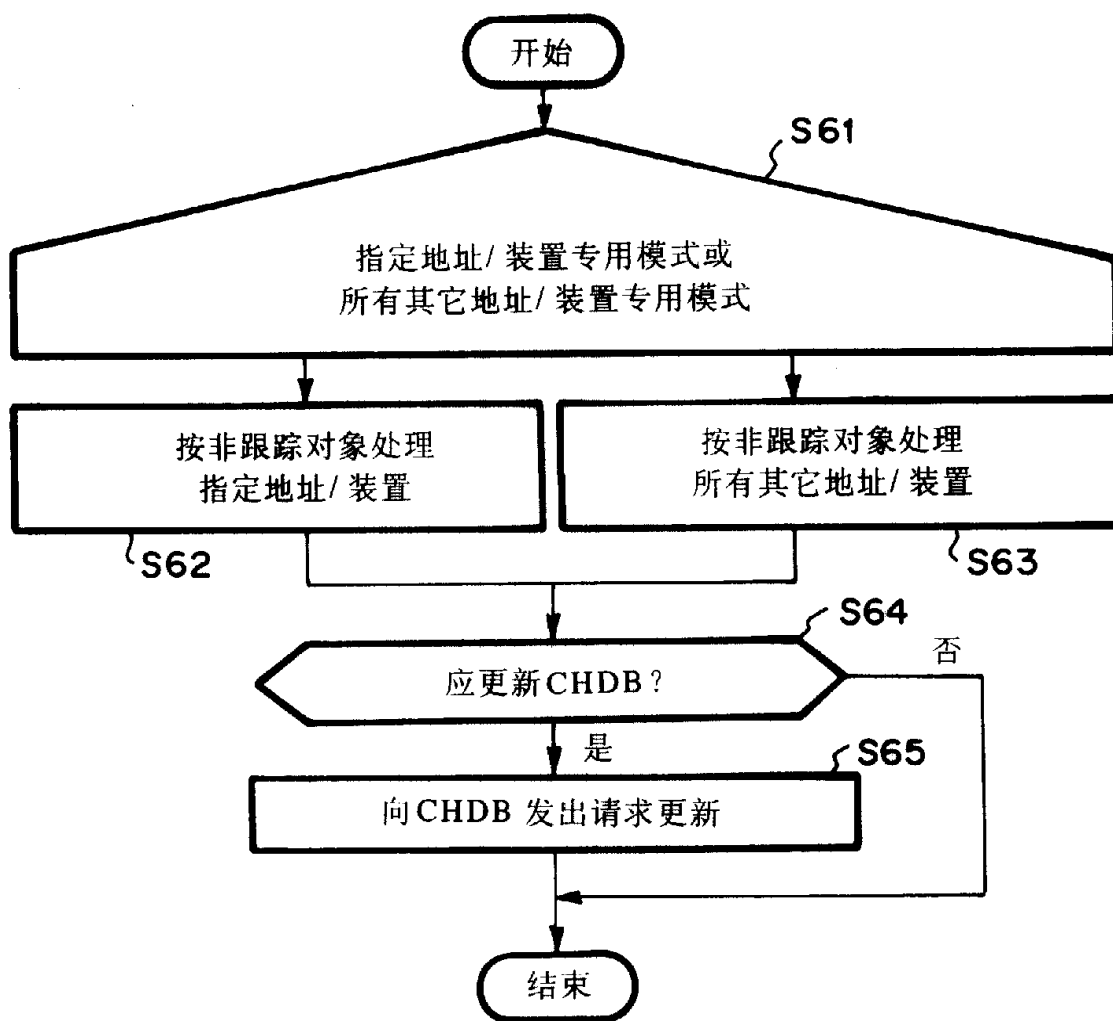 开始
S61
指定地址/装置专用模式或
所有其它地址/装置专用模式
按非跟踪对象处理
指定地址/装置
按非跟踪对象处理
所有其它地址/装置
S62
S63
S64
应更新CHDB?
否
是
S65
向CHDB 发出请求更新
结束